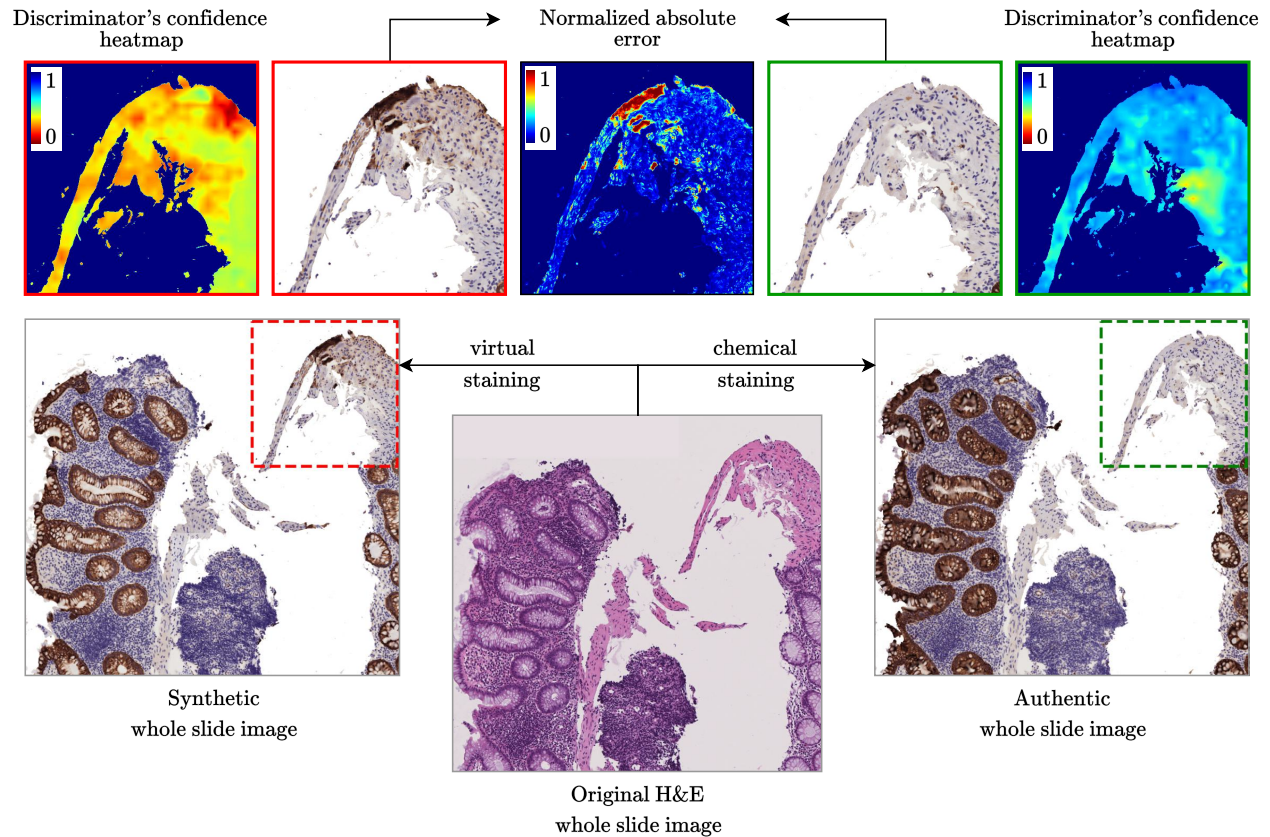 Discriminator's confidence
heatmap
Normalized absolute
error
Discriminator's confidence
heatmap
1
0
1
0
1
0
virtual
staining
chemical
staining
Synthetic
whole slide image
Authentic
whole slide image
Original H&E
whole slide image